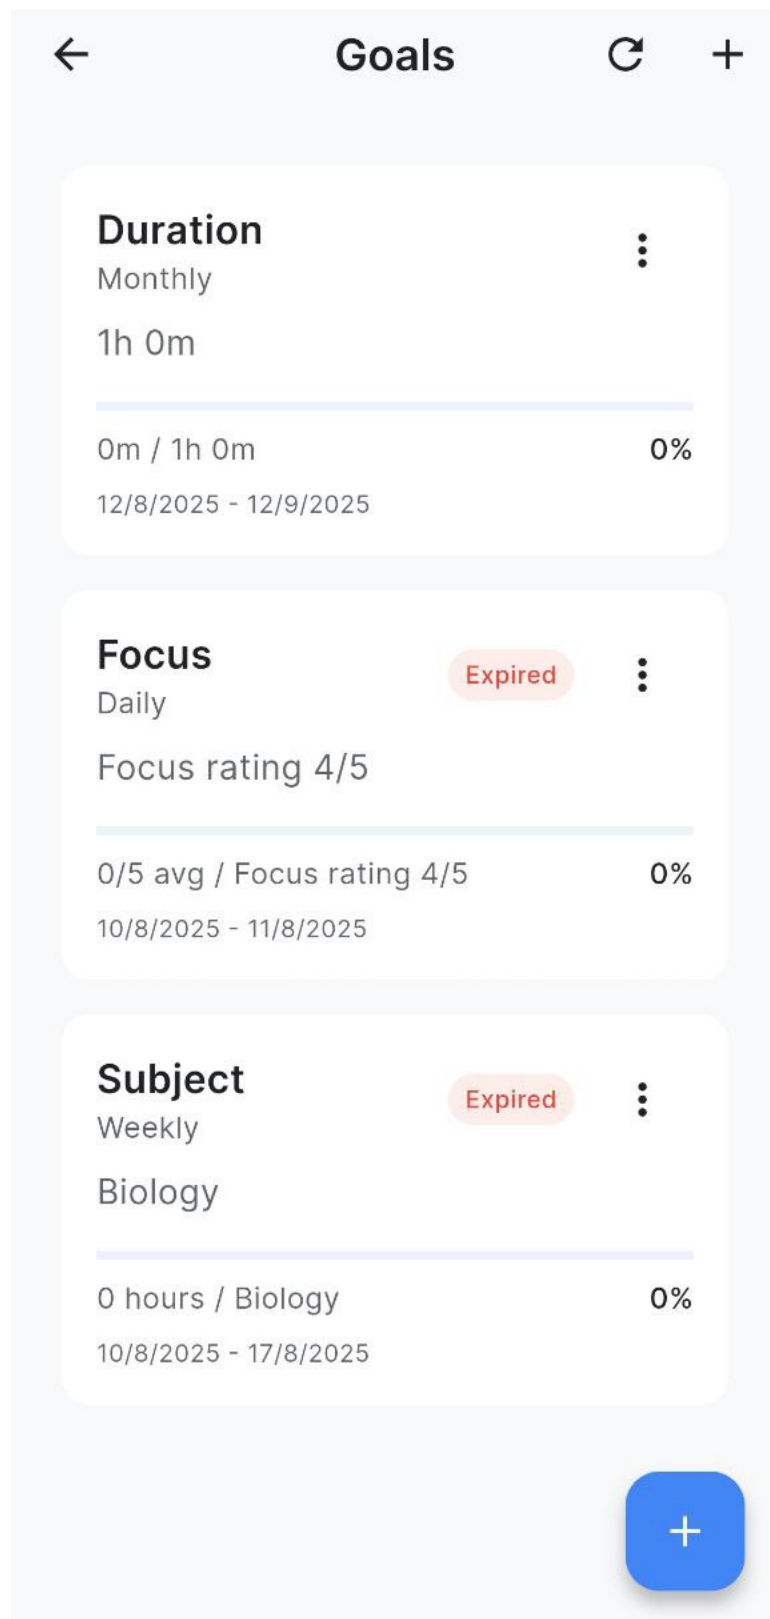 Goals
Duration
Monthly
1h 0m
0m / 1h 0m 0%
12/8/2025 - 12/9/2025
Focus
Expired
Daily
Focus rating 4/5
0/5 avg / Focus rating 4/5 0%
10/8/2025 - 11/8/2025
Subject
Expired
Weekly
Biology
0 hours / Biology 0%
10/8/2025 - 17/8/2025